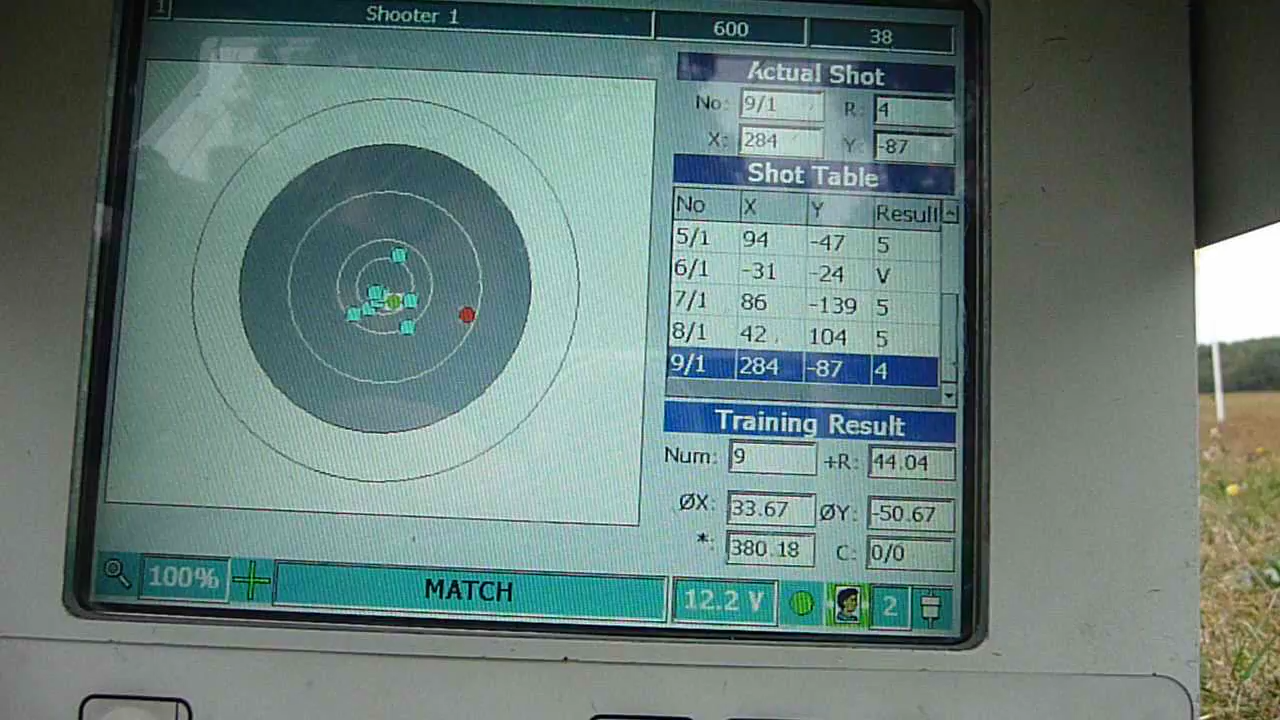 1 Shooter 1 600 38
Actual Shot
No: 9/1 R: 4
X: 284 Y: -87
Shot Table
No X Y Result
5/1 94 -47 5
6/1 -31 -24 V
7/1 86 -139 5
8/1 42 104 5
9/1 284 -87 4
Training Result
Num: 9 +R: 44.04
ØX: 33.67 ØY: -50.67
*: 380.18 C: 0/0
100% MATCH 12.2 V 2